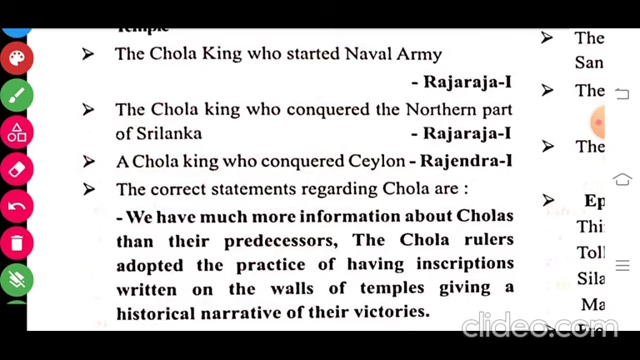 Temple
➤ The Chola King who started Naval Army
- Rajaraja-I
➤ The Chola king who conquered the Northern part
of Srilanka - Rajaraja-I
➤ A Chola king who conquered Ceylon - Rajendra-I
➤ The correct statements regarding Chola are :
- We have much more information about Cholas
than their predecessors, The Chola rulers
adopted the practice of having inscriptions
written on the walls of temples giving a
historical narrative of their victories.
➤ The
San
➤ The
➤ The
➤ Ep
Thi
Toll
Sila
Ma
clideo.com